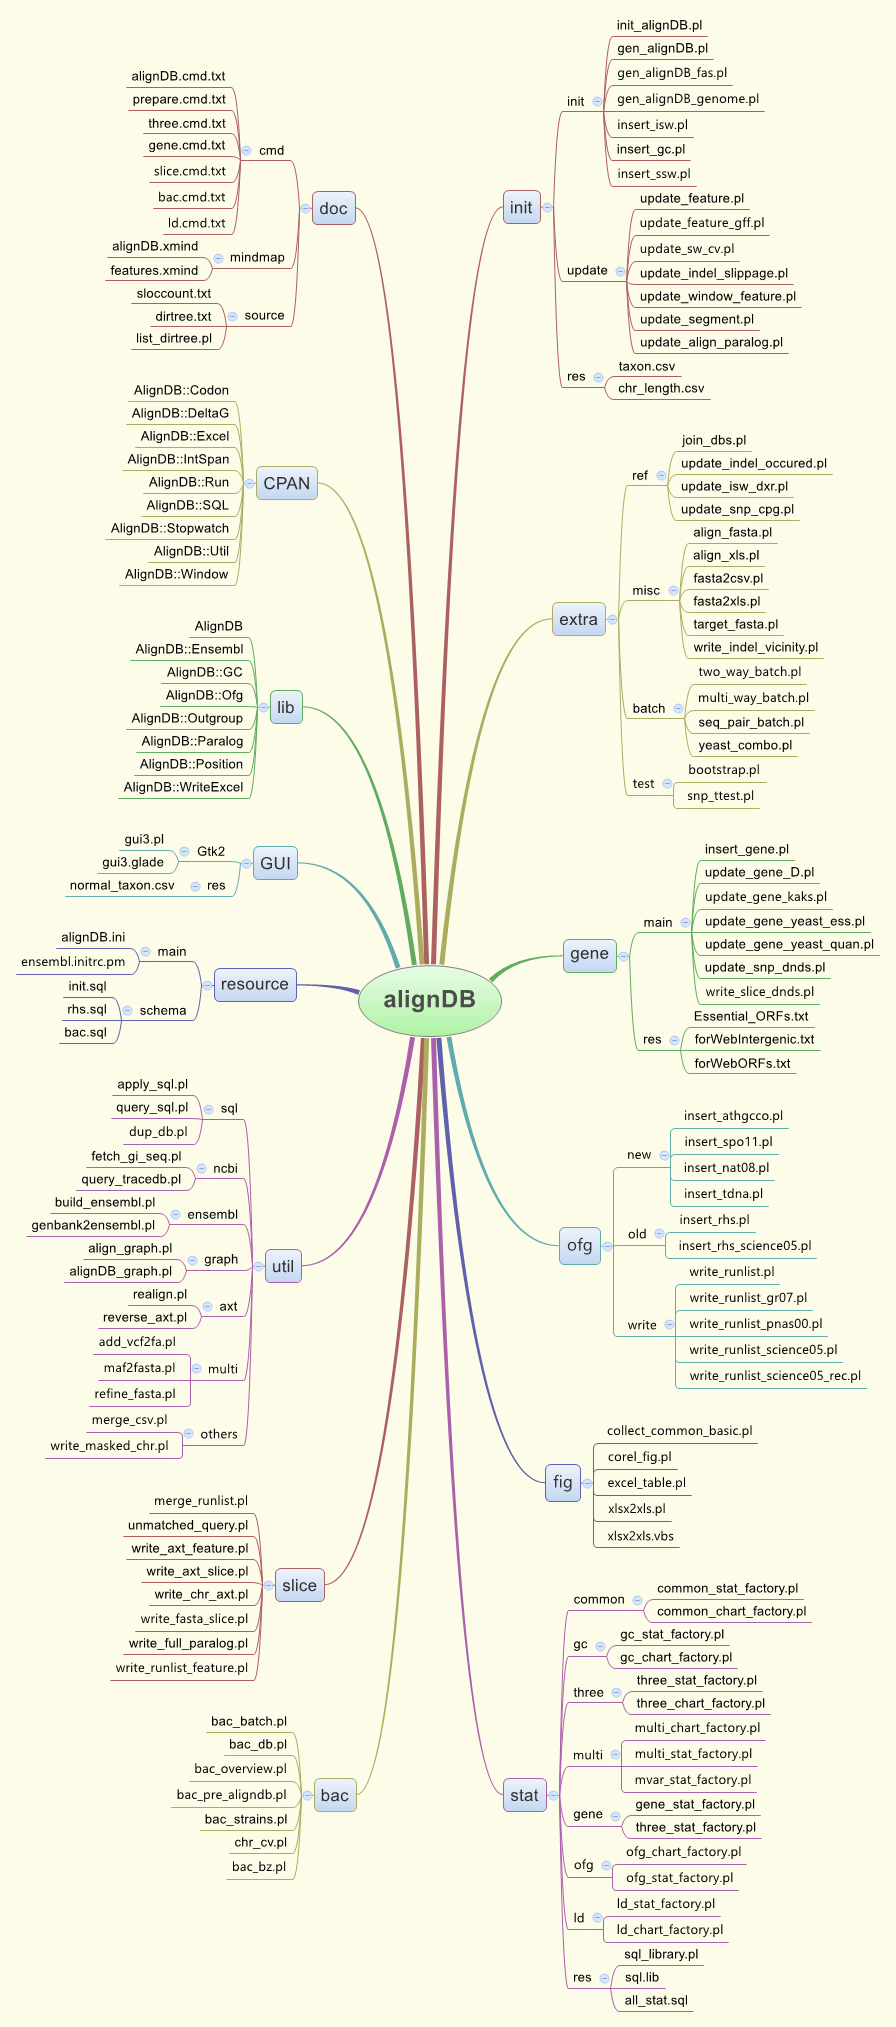 alignDB
init
init
init_alignDB.pl
gen_alignDB.pl
gen_alignDB_fas.pl
gen_alignDB_genome.pl
insert_isw.pl
insert_gc.pl
insert_ssw.pl
update
update_feature.pl
update_feature_gff.pl
update_sw_cv.pl
update_indel_slippage.pl
update_window_feature.pl
update_segment.pl
update_align_paralog.pl
res
taxon.csv
chr_length.csv
extra
ref
join_dbs.pl
update_indel_occured.pl
update_isw_dxr.pl
update_snp_cpg.pl
misc
align_fasta.pl
align_xls.pl
fasta2csv.pl
fasta2xls.pl
target_fasta.pl
write_indel_vicinity.pl
batch
two_way_batch.pl
multi_way_batch.pl
seq_pair_batch.pl
yeast_combo.pl
test
bootstrap.pl
snp_ttest.pl
gene
main
insert_gene.pl
update_gene_D.pl
update_gene_kaks.pl
update_gene_yeast_ess.pl
update_gene_yeast_quan.pl
update_snp_dnds.pl
write_slice_dnds.pl
res
Essential_ORFs.txt
forWebIntergenic.txt
forWebORFs.txt
ofg
new
insert_athgcco.pl
insert_spo11.pl
insert_nat08.pl
insert_tdna.pl
old
insert_rhs.pl
insert_rhs_science05.pl
write
write_runlist.pl
write_runlist_gr07.pl
write_runlist_pnas00.pl
write_runlist_science05.pl
write_runlist_science05_rec.pl
fig
collect_common_basic.pl
corel_fig.pl
excel_table.pl
xlsx2xls.pl
xlsx2xls.vbs
stat
common
common_stat_factory.pl
common_chart_factory.pl
gc
gc_stat_factory.pl
gc_chart_factory.pl
three
three_stat_factory.pl
three_chart_factory.pl
multi
multi_chart_factory.pl
multi_stat_factory.pl
mvar_stat_factory.pl
gene
gene_stat_factory.pl
three_stat_factory.pl
ofg
ofg_chart_factory.pl
ofg_stat_factory.pl
ld
ld_stat_factory.pl
ld_chart_factory.pl
res
sql_library.pl
sql.lib
all_stat.sql
doc
cmd
alignDB.cmd.txt
prepare.cmd.txt
three.cmd.txt
gene.cmd.txt
slice.cmd.txt
bac.cmd.txt
ld.cmd.txt
mindmap
alignDB.xmind
features.xmind
source
sloccount.txt
dirtree.txt
list_dirtree.pl
CPAN
AlignDB::Codon
AlignDB::DeltaG
AlignDB::Excel
AlignDB::IntSpan
AlignDB::Run
AlignDB::SQL
AlignDB::Stopwatch
AlignDB::Util
AlignDB::Window
lib
AlignDB
AlignDB::Ensembl
AlignDB::GC
AlignDB::Ofg
AlignDB::Outgroup
AlignDB::Paralog
AlignDB::Position
AlignDB::WriteExcel
GUI
Gtk2
gui3.pl
gui3.glade
res
normal_taxon.csv
resource
main
alignDB.ini
ensembl.initrc.pm
schema
init.sql
rhs.sql
bac.sql
util
sql
apply_sql.pl
query_sql.pl
dup_db.pl
ncbi
fetch_gi_seq.pl
query_tracedb.pl
ensembl
build_ensembl.pl
genbank2ensembl.pl
graph
align_graph.pl
alignDB_graph.pl
axt
realign.pl
reverse_axt.pl
multi
add_vcf2fa.pl
maf2fasta.pl
refine_fasta.pl
others
merge_csv.pl
write_masked_chr.pl
slice
merge_runlist.pl
unmatched_query.pl
write_axt_feature.pl
write_axt_slice.pl
write_chr_axt.pl
write_fasta_slice.pl
write_full_paralog.pl
write_runlist_feature.pl
bac
bac_batch.pl
bac_db.pl
bac_overview.pl
bac_pre_aligndb.pl
bac_strains.pl
chr_cv.pl
bac_bz.pl